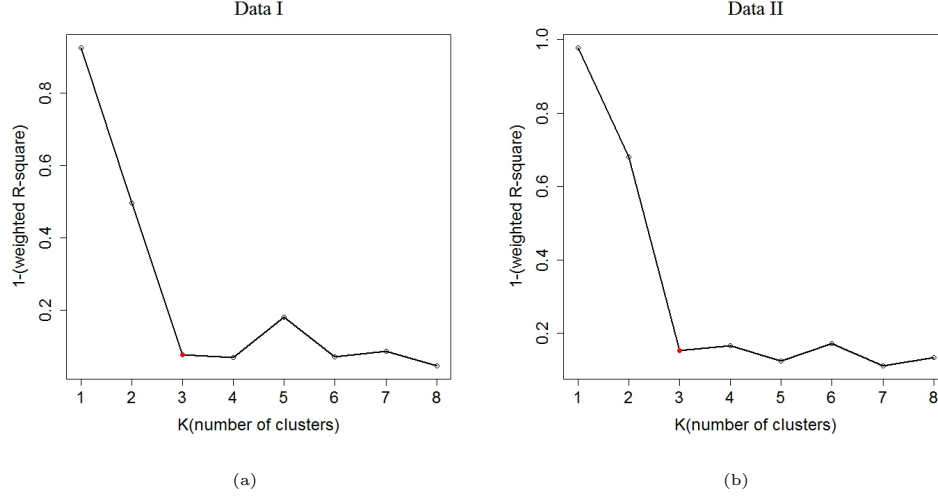 Data I
0.8
0.6
0.4
0.2
1-(weighted R-square)
1 2 3 4 5 6 7 8
K(number of clusters)
(a)
Data II
1.0
0.8
0.6
0.4
0.2
1-(weighted R-square)
1 2 3 4 5 6 7 8
K(number of clusters)
(b)